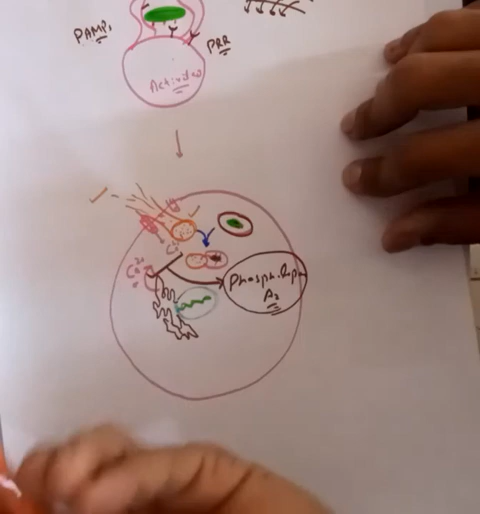 PAMPs
PRR
Activated
Ca²⁺
Phospholip
A₂